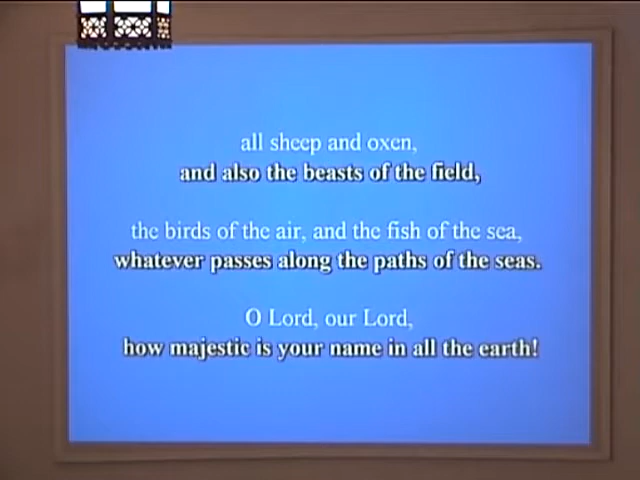 all sheep and oxen,
and also the beasts of the field,
the birds of the air, and the fish of the sea,
whatever passes along the paths of the seas.
O Lord, our Lord,
how majestic is your name in all the earth!